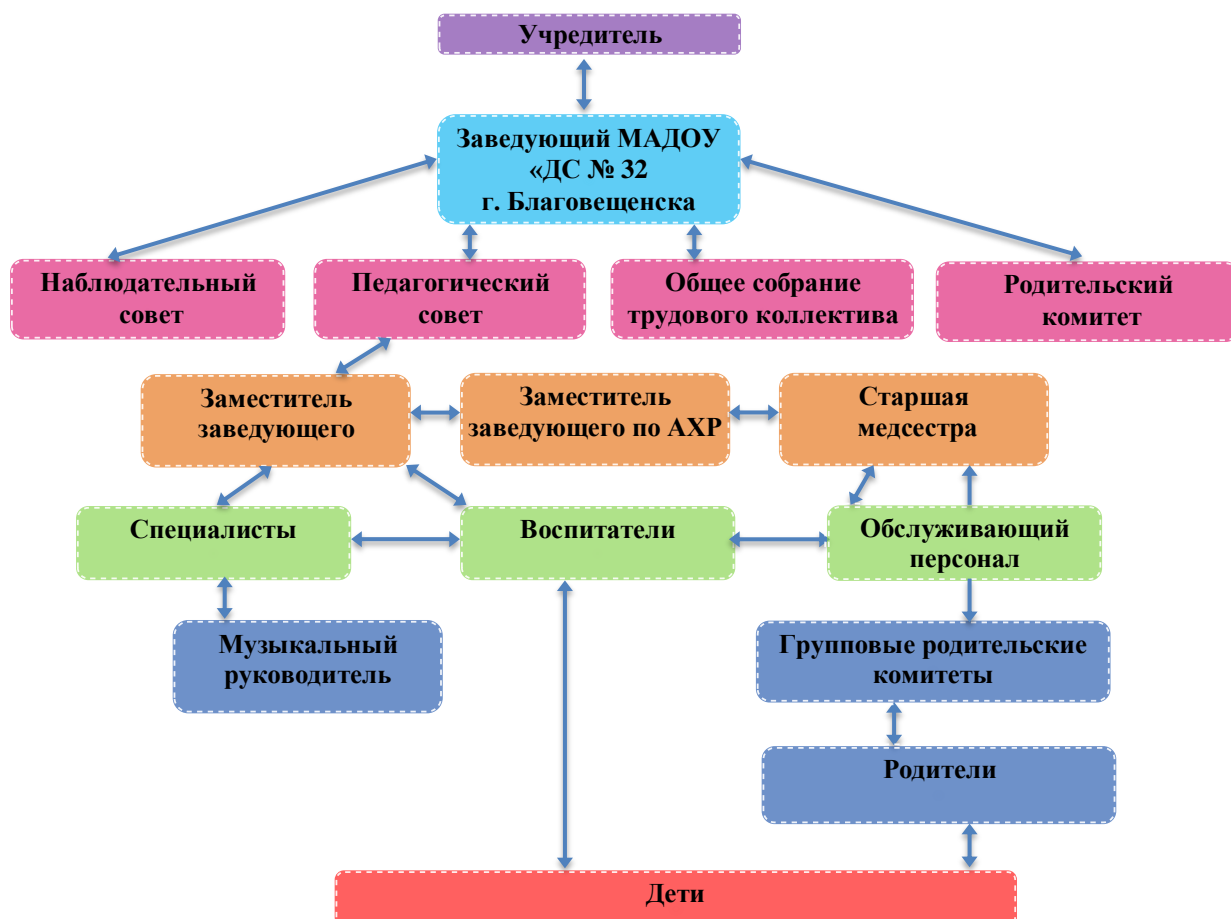 Учредитель
Заведующий МАДОУ
«ДС № 32
г. Благовещенска
Наблюдательный
совет
Педагогический
совет
Общее собрание
трудового коллектива
Родительский
комитет
Заместитель
заведующего
Заместитель
заведующего по АХР
Старшая
медсестра
Специалисты
Воспитатели
Обслуживающий
персонал
Музыкальный
руководитель
Групповые родительские
комитеты
Родители
Дети